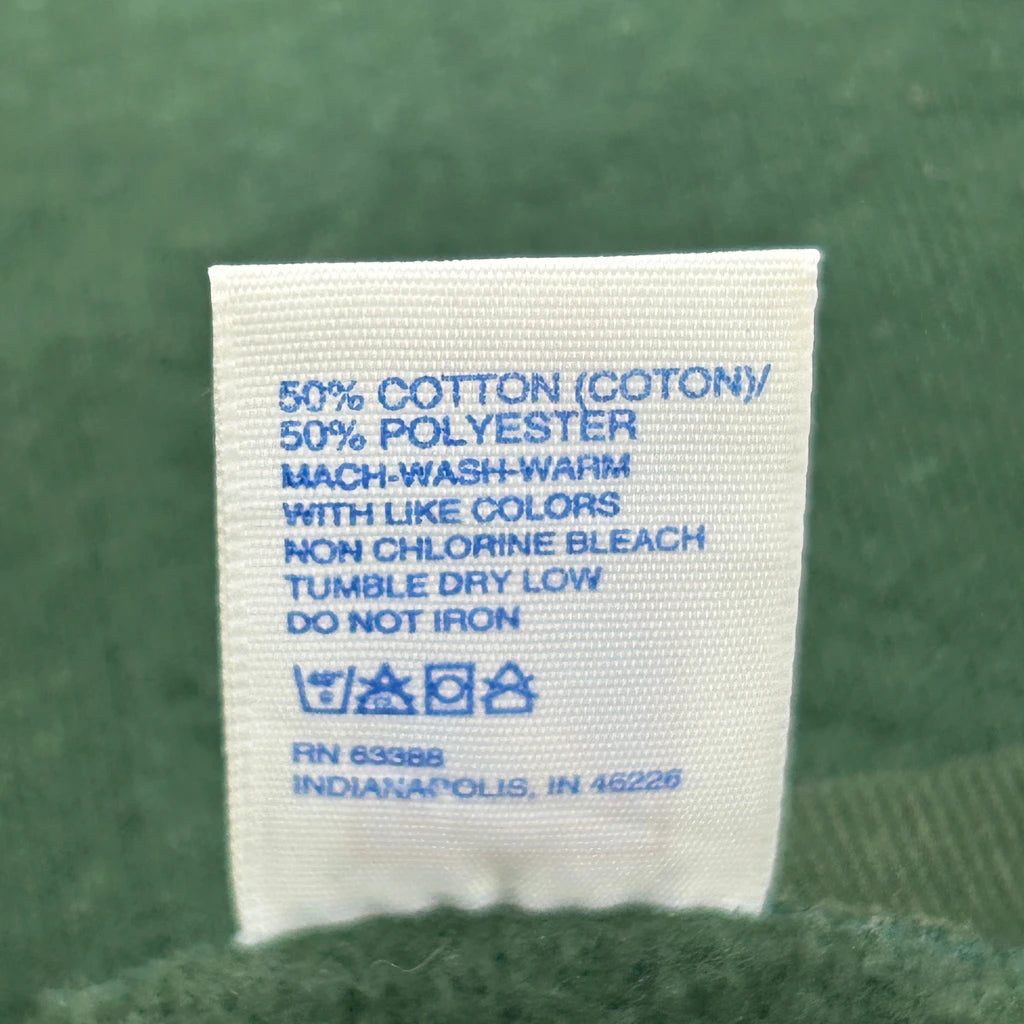 50% COTTON (COTON)/
50% POLYESTER
MACH-WASH-WARM
WITH LIKE COLORS
NON CHLORINE BLEACH
TUMBLE DRY LOW
DO NOT IRON
RN 63388
INDIANAPOLIS, IN 46226